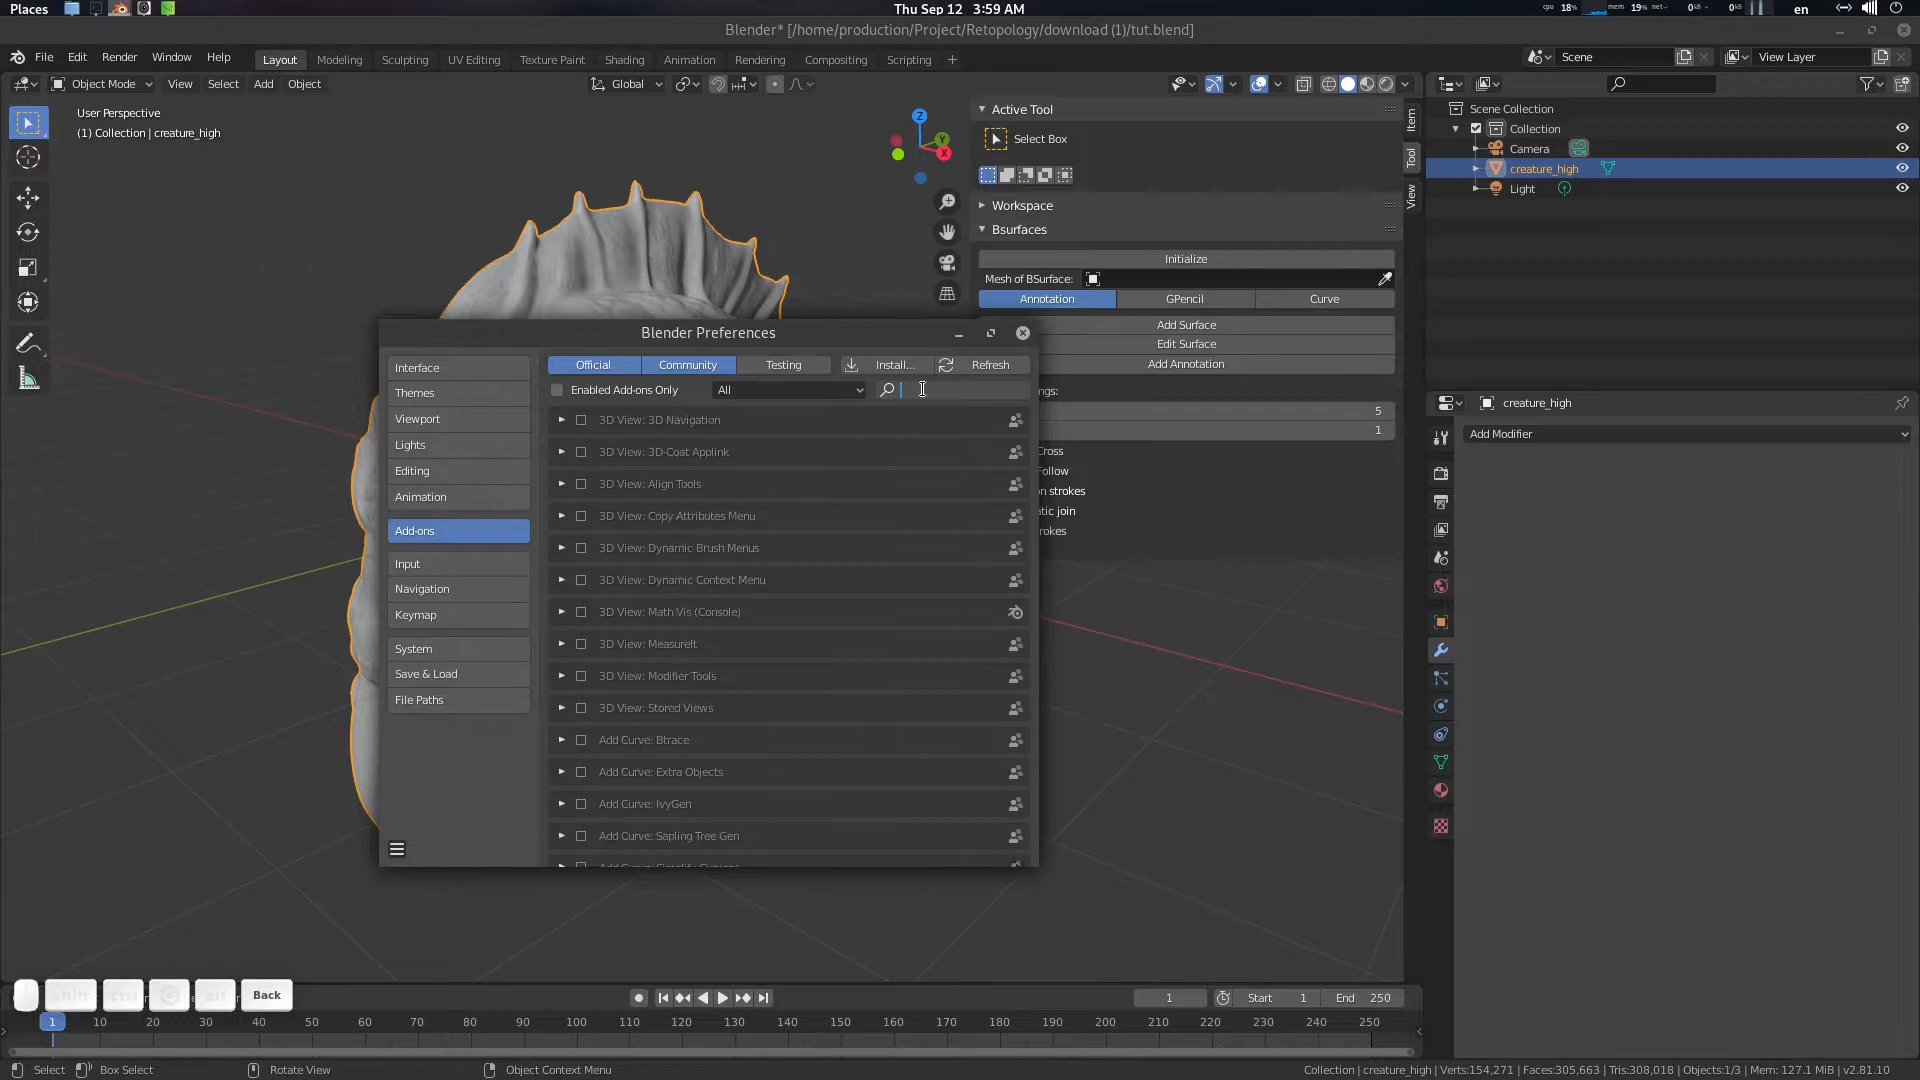 Places
Thu Sep 12  3:59 AM
cpu 18% mem 19% net 0kB 0kB en
Blender* [/home/production/Project/Retopology/download (1)/tut.blend]
File Edit Render Window Help Layout Modeling Sculpting UV Editing Texture Paint Shading Animation Rendering Compositing Scripting + Scene View Layer
Object Mode View Select Add Object Global
User Perspective
(1) Collection | creature_high
Z
Y
X
Active Tool
Select Box
Workspace
Bsurfaces
Initialize
Mesh of BSurface:
Annotation GPencil Curve
Add Surface
Edit Surface
Add Annotation
ngs:
5
1
Cross
Follow
on strokes
tic join
rokes
Item
Tool
View
Scene Collection
Collection
Camera
creature_high
Light
creature_high
Add Modifier
Blender Preferences
Interface
Themes
Viewport
Lights
Editing
Animation
Add-ons
Input
Navigation
Keymap
System
Save & Load
File Paths
Official Community Testing Install... Refresh
Enabled Add-ons Only All
3D View: 3D Navigation
3D View: 3D-Coat Applink
3D View: Align Tools
3D View: Copy Attributes Menu
3D View: Dynamic Brush Menus
3D View: Dynamic Context Menu
3D View: Math Vis (Console)
3D View: MeasureIt
3D View: Modifier Tools
3D View: Stored Views
Add Curve: Btrace
Add Curve: Extra Objects
Add Curve: IvyGen
Add Curve: Sapling Tree Gen
shift ctrl alt Back
1 Start 1 End 250
1 10 20 30 40 50 60 70 80 90 100 110 120 130 140 150 160 170 180 190 200 210 220 230 240 250
Select Box Select Rotate View Object Context Menu
Collection | creature_high | Verts:154,271 | Faces:305,663 | Tris:308,018 | Objects:1/3 | Mem: 127.1 MiB | v2.81.10